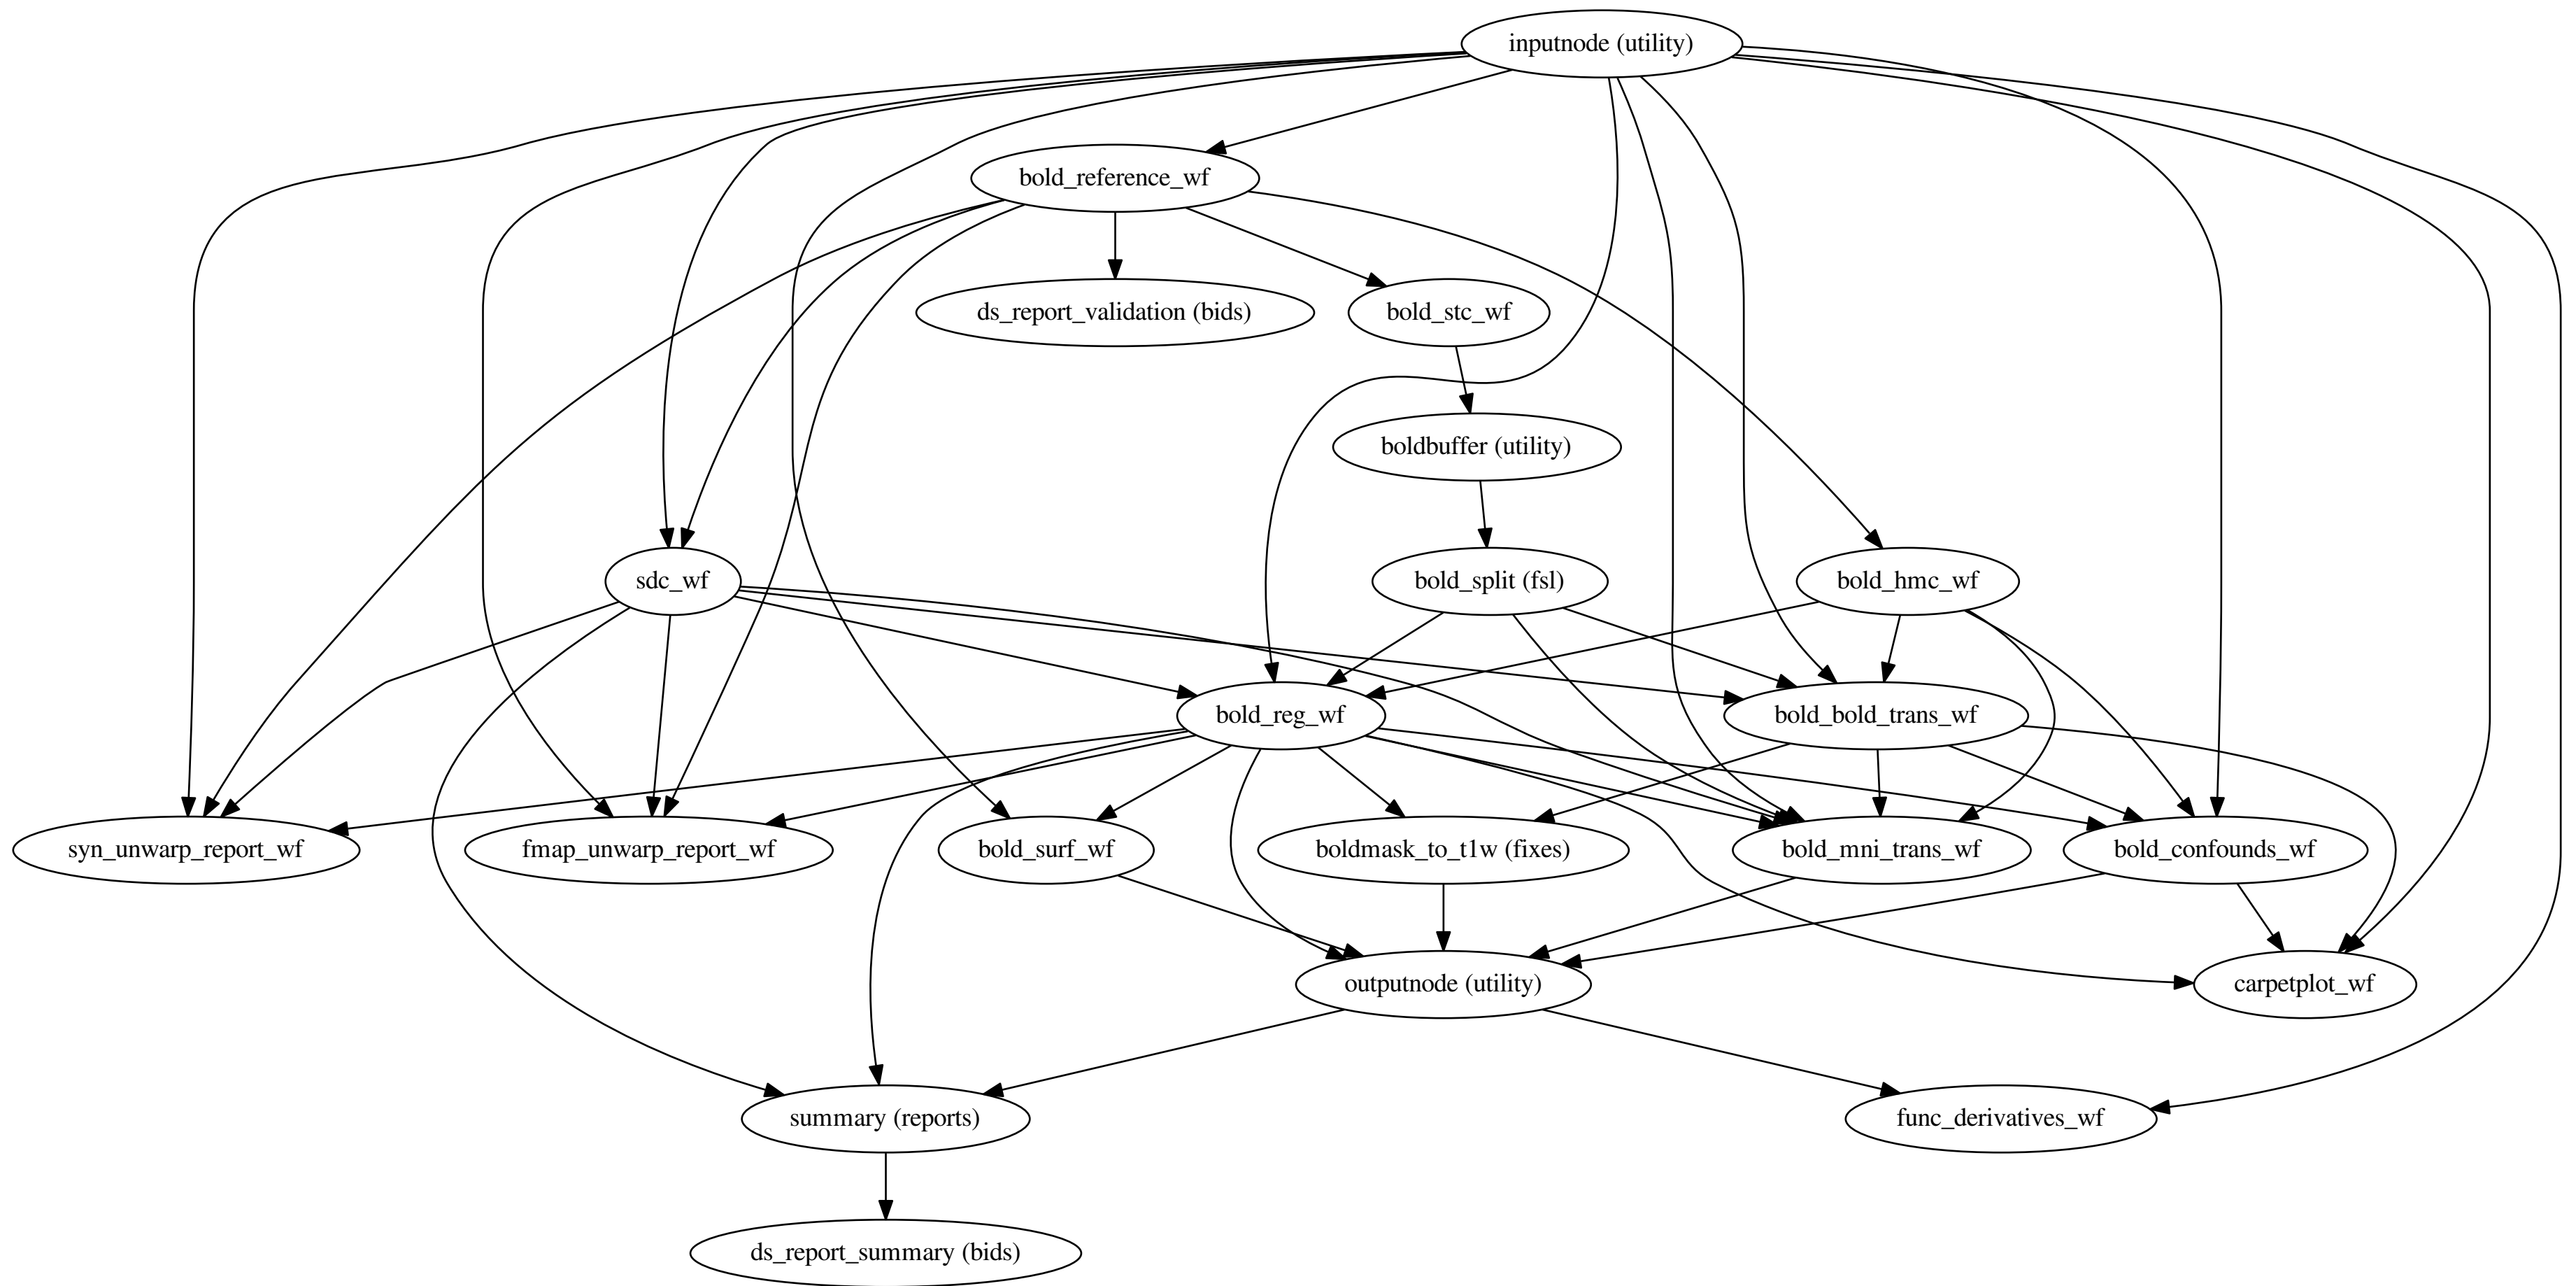 inputnode (utility)
bold_reference_wf
ds_report_validation (bids)
bold_stc_wf
boldbuffer (utility)
sdc_wf
bold_split (fsl)
bold_hmc_wf
bold_reg_wf
bold_bold_trans_wf
syn_unwarp_report_wf
fmap_unwarp_report_wf
bold_surf_wf
boldmask_to_t1w (fixes)
bold_mni_trans_wf
bold_confounds_wf
outputnode (utility)
carpetplot_wf
summary (reports)
func_derivatives_wf
ds_report_summary (bids)